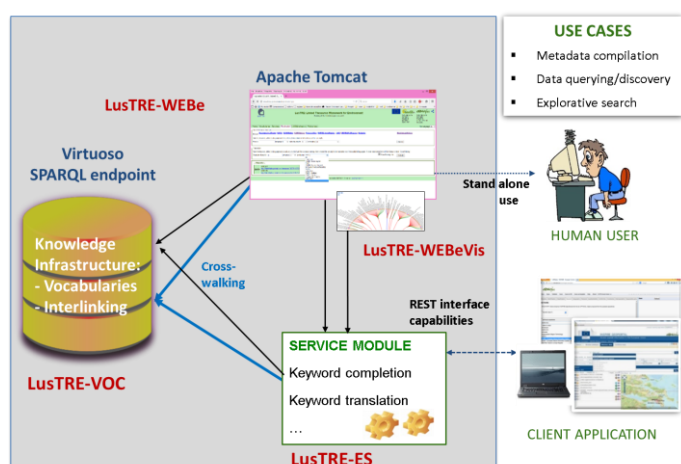 USE CASES
▪ Metadata compilation
▪ Data querying/discovery
▪ Explorative search
Apache Tomcat
LusTRE-WEBe
Virtuoso
SPARQL endpoint
Knowledge
Infrastructure:
- Vocabularies
- Interlinking
LusTRE-VOC
Cross-
walking
Stand alone
use
HUMAN USER
LusTRE-WEBeVis
REST interface
capabilities
SERVICE MODULE
Keyword completion
Keyword translation
...
LusTRE-ES
CLIENT APPLICATION